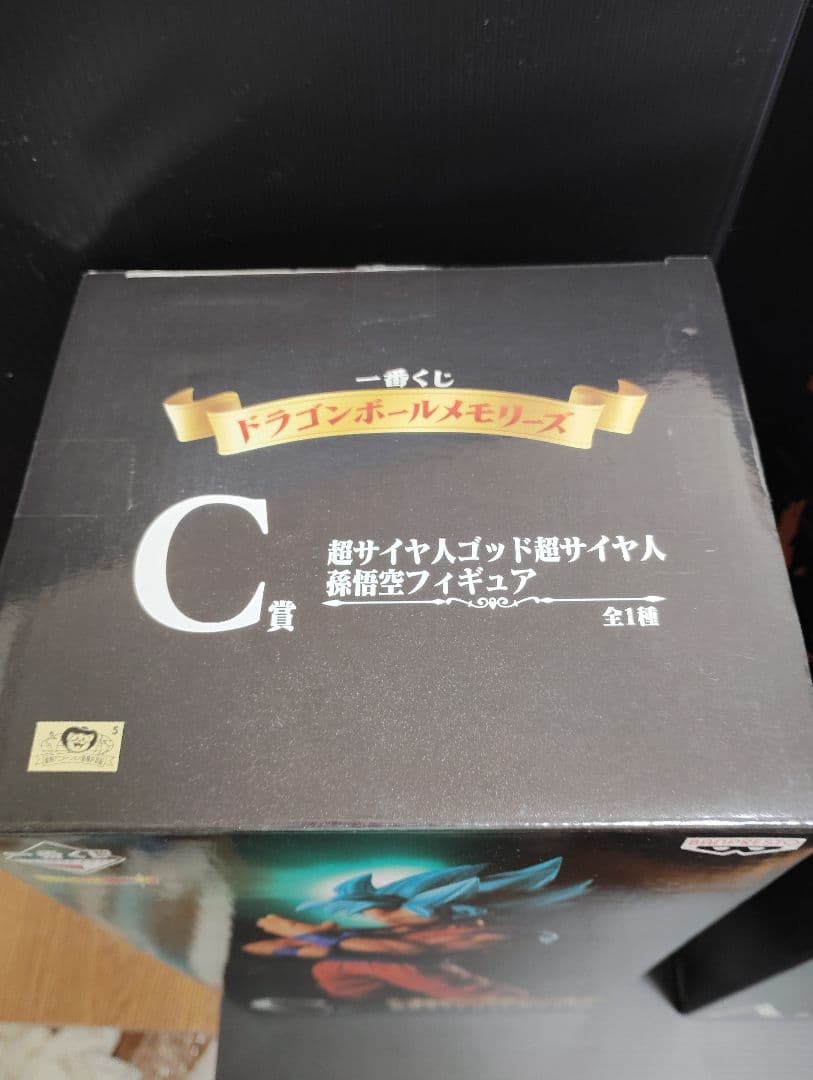 一番くじ
ドラゴンボールメモリーズ
C賞
超サイヤ人ゴッド超サイヤ人
孫悟空フィギュア
全1種
5
BANPRESTO